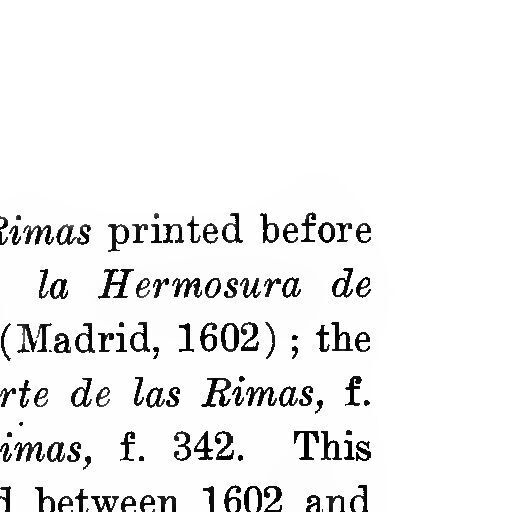 Rimas printed before
la Hermosura de
(Madrid, 1602) ; the
rte de las Rimas, f.
imas, f. 342. This
d between 1602 and